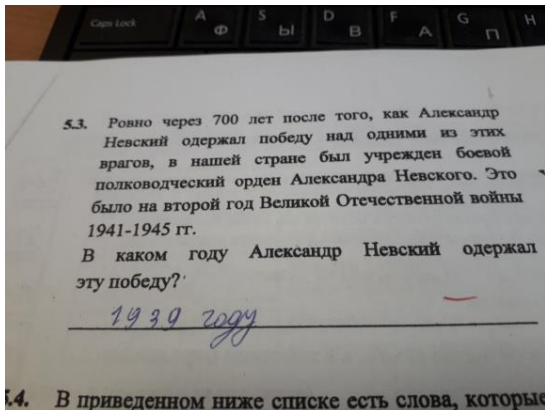 Caps Lock
A Ф
S Ы
D В
F А
G П
H
5.3. Ровно через 700 лет после того, как Александр
Невский одержал победу над одними из этих
врагов, в нашей стране был учрежден боевой
полководческий орден Александра Невского. Это
было на второй год Великой Отечественной войны
1941-1945 гг.
В каком году Александр Невский одержал
эту победу?
1939 году
5.4. В приведенном ниже списке есть слова, которые